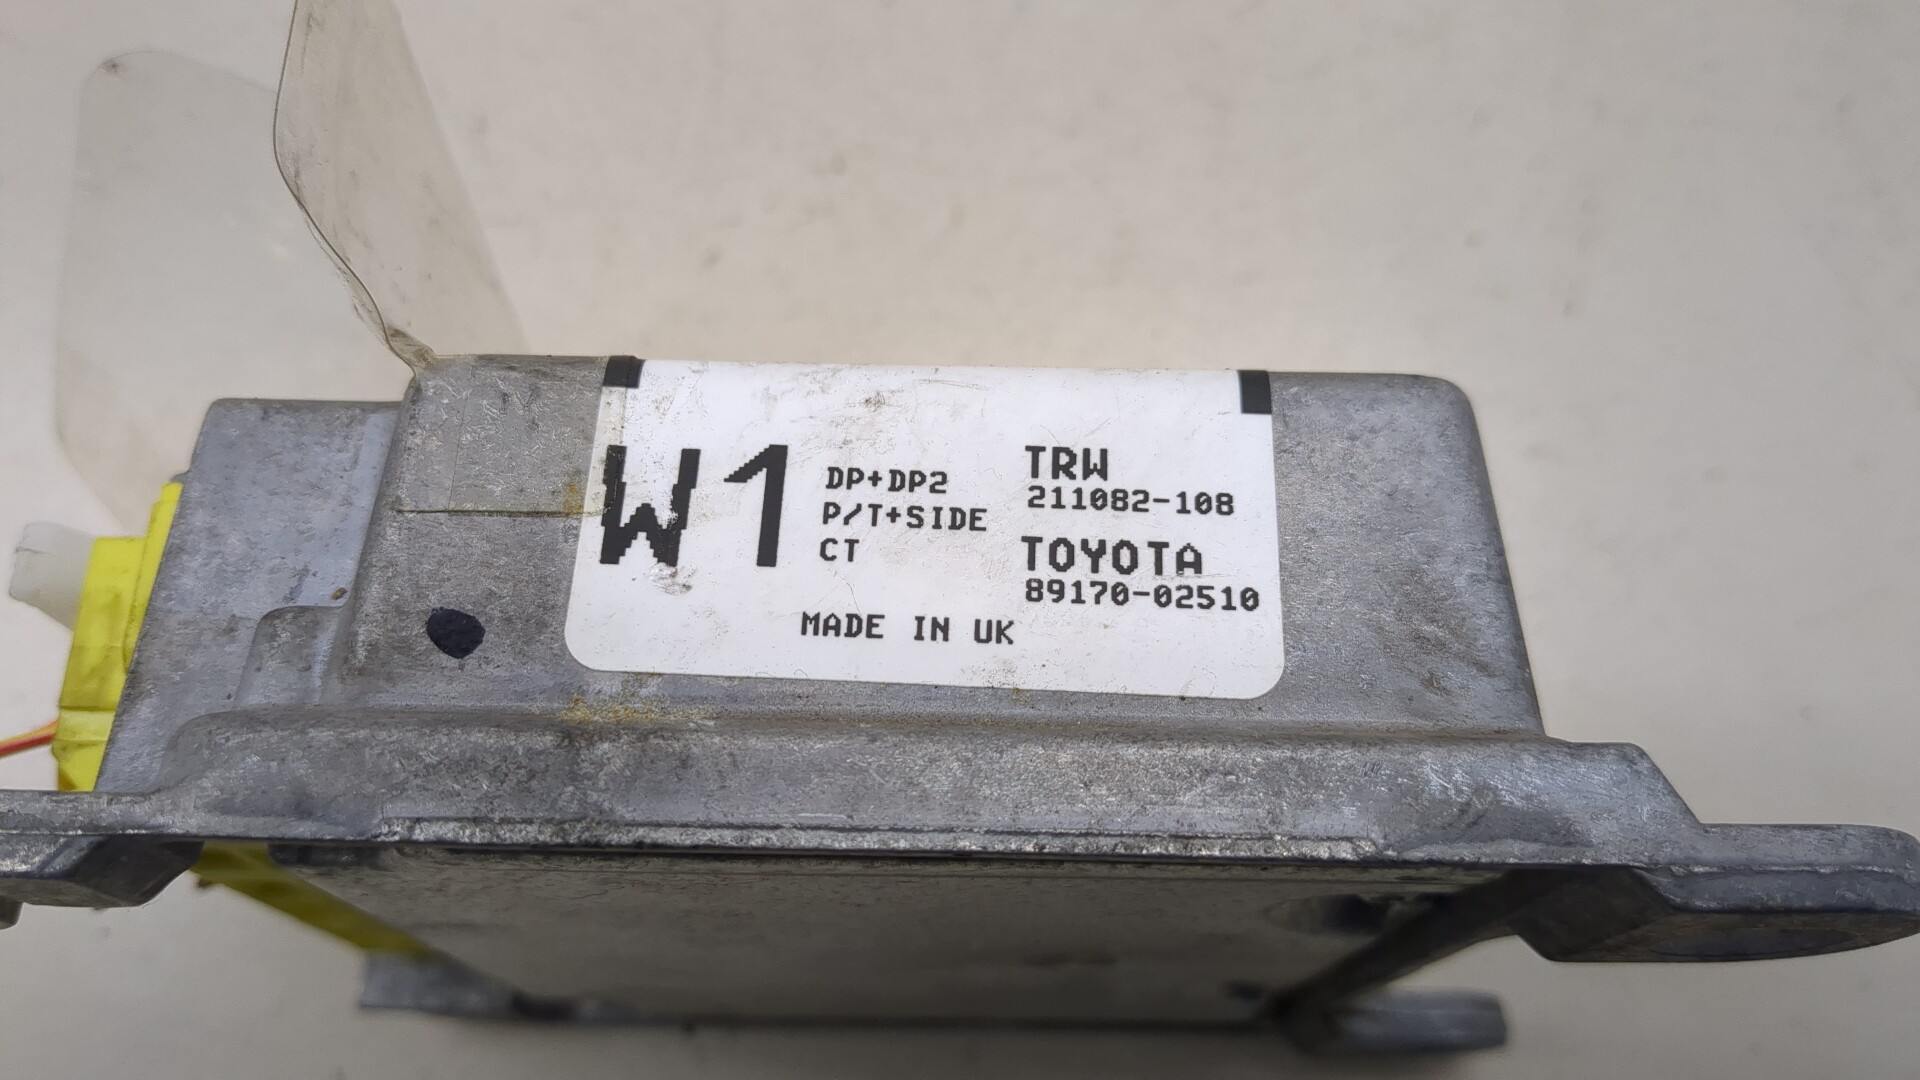 W1
DP+DP2
P/T+SIDE
CT
TRW
211082-108
TOYOTA
89170-02510
MADE IN UK